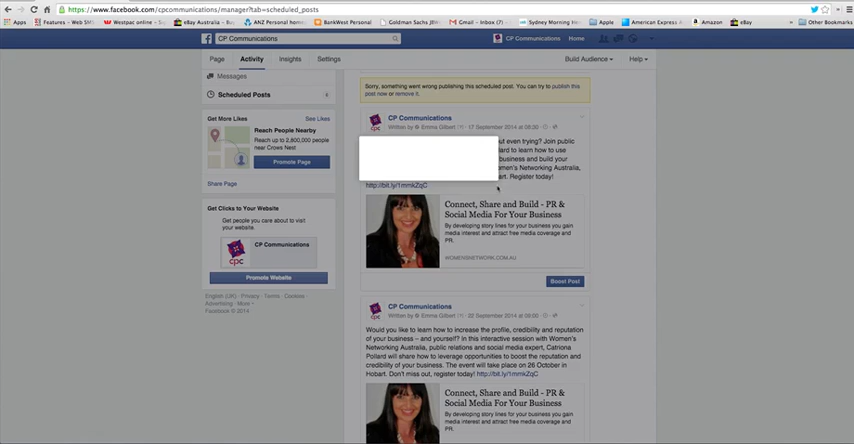 https://www.facebook.com/cpcommunications/manager?tab=scheduled_posts
Apps
Features - Web SM
Westpac online - sig
eBay Australia - Buy
ANZ Personal home
BankWest Personal
Goldman Sachs JBW
Gmail - Inbox (7)
Sydney Morning Her
Apple
American Express A
Amazon
eBay
»
Other Bookmarks
CP Communications
CP Communications
Home
Page
Activity
Insights
Settings
Build Audience
Help
Messages
Scheduled Posts
Get More Likes
See Likes
Reach People Nearby
Reach up to 2,800,000 people
near Crows Nest
Promote Page
Share Page
Get Clicks to Your Website
Get people you care about to visit
your website.
cpc
CP Communications
Promote Website
English (UK) · Privacy · Terms · Cookies ·
Advertising · More
Facebook © 2014
Sorry, something went wrong publishing this scheduled post. You can try to publish this
post now or remove it.
CP Communications
Written by Emma Gilbert [?] · 17 September 2014 at 08:30 ·
out even trying? Join public
ard to learn how to use
business and build your
men's Networking Australia,
art. Register today!
http://bit.ly/1mmkZqC
Connect, Share and Build - PR &
Social Media For Your Business
By developing story lines for your business you gain
media interest and attract free media coverage and
PR.
WOMENSNETWORK.COM.AU
Boost Post
CP Communications
Written by Emma Gilbert [?] · 22 September 2014 at 09:00 ·
Would you like to learn how to increase the profile, credibility and reputation
of your business – and yourself? In this interactive session with Women's
Networking Australia, public relations and social media expert, Catriona
Pollard will share how to leverage opportunities to boost the reputation and
credibility of your business. The event will take place on 26 October in
Hobart. Don't miss out, register today! http://bit.ly/1mmkZqC
Connect, Share and Build - PR &
Social Media For Your Business
By developing story lines for your business you gain
media interest and attract free media coverage and